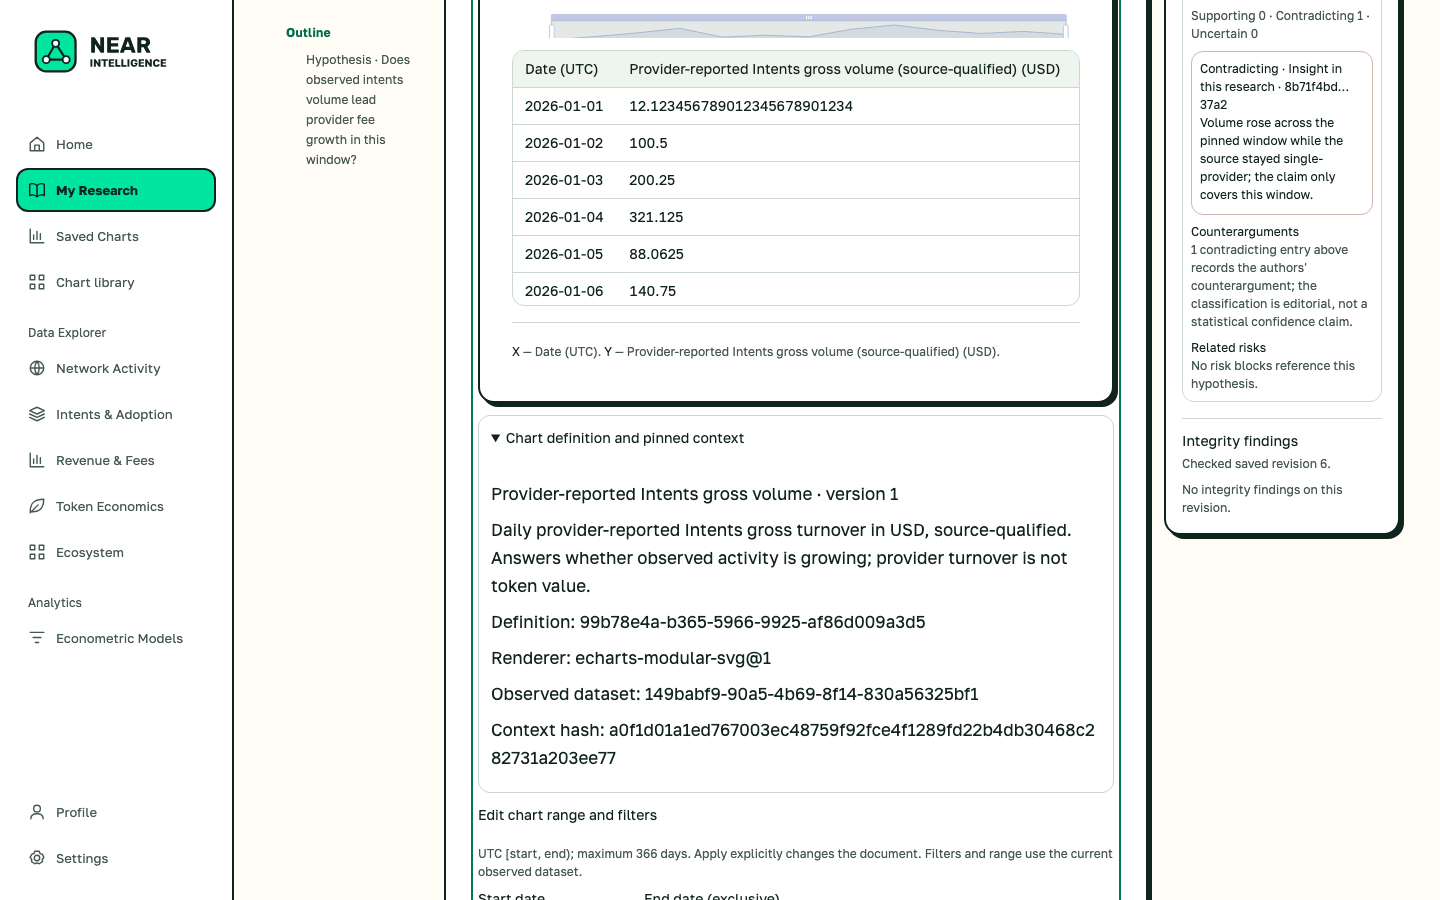 NEAR
INTELLIGENCE
Home
My Research
Saved Charts
Chart library
Data Explorer
Network Activity
Intents & Adoption
Revenue & Fees
Token Economics
Ecosystem
Analytics
Econometric Models
Profile
Settings
Outline
Hypothesis · Does
observed intents
volume lead
provider fee
growth in this
window?
Date (UTC) Provider-reported Intents gross volume (source-qualified) (USD)
2026-01-01 12.123456789012345678901234
2026-01-02 100.5
2026-01-03 200.25
2026-01-04 321.125
2026-01-05 88.0625
2026-01-06 140.75
X — Date (UTC). Y — Provider-reported Intents gross volume (source-qualified) (USD).
▼ Chart definition and pinned context
Provider-reported Intents gross volume · version 1
Daily provider-reported Intents gross turnover in USD, source-qualified.
Answers whether observed activity is growing; provider turnover is not
token value.
Definition: 99b78e4a-b365-5966-9925-af86d009a3d5
Renderer: echarts-modular-svg@1
Observed dataset: 149babf9-90a5-4b69-8f14-830a56325bf1
Context hash: a0f1d01a1ed767003ec48759f92fce4f1289fd22b4db30468c2
82731a203ee77
Edit chart range and filters
UTC [start, end); maximum 366 days. Apply explicitly changes the document. Filters and range use the current
observed dataset.
Start date End date (exclusive)
Supporting 0 · Contradicting 1 ·
Uncertain 0
Contradicting · Insight in
this research · 8b71f4bd…
37a2
Volume rose across the
pinned window while the
source stayed single-
provider; the claim only
covers this window.
Counterarguments
1 contradicting entry above
records the authors'
counterargument; the
classification is editorial, not a
statistical confidence claim.
Related risks
No risk blocks reference this
hypothesis.
Integrity findings
Checked saved revision 6.
No integrity findings on this
revision.